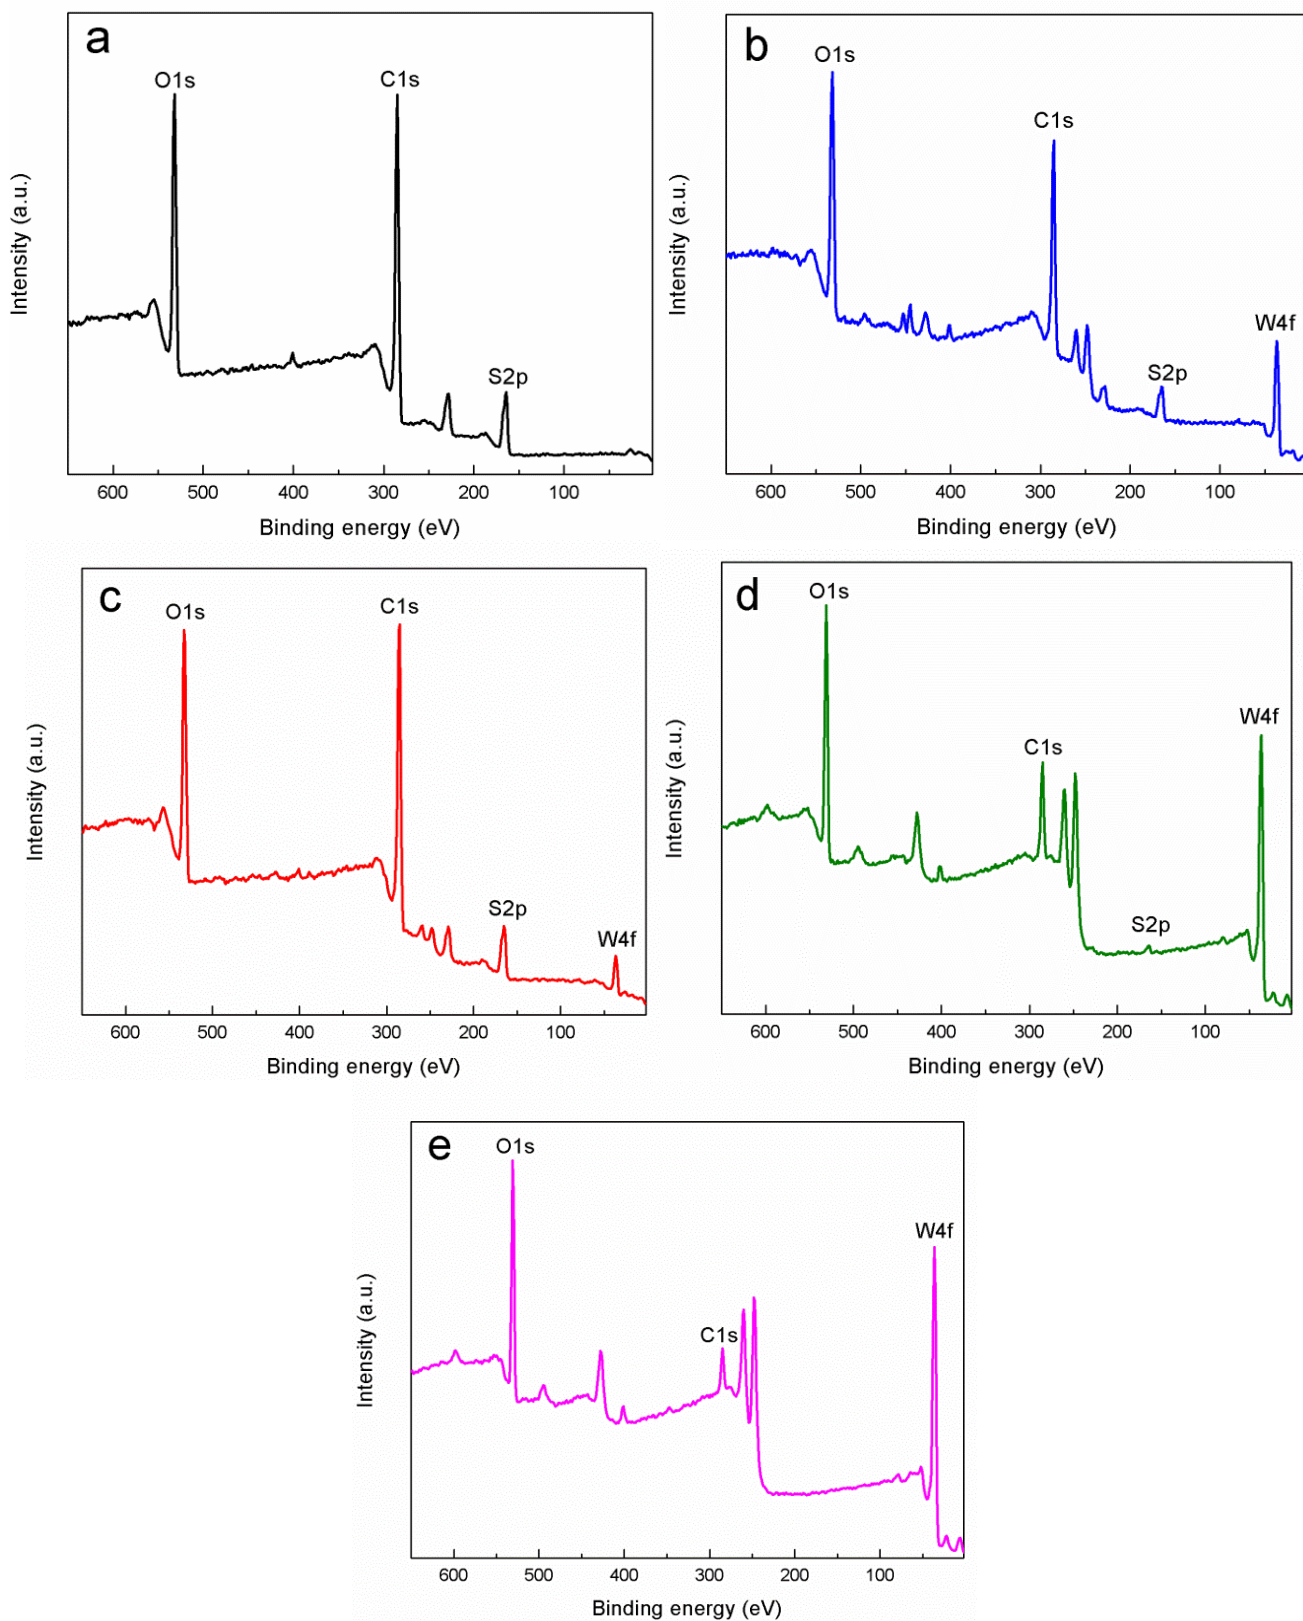 a
O1s
C1s
S2p
Intensity (a.u.)
600 500 400 300 200 100
Binding energy (eV)
b
O1s
C1s
S2p
W4f
Intensity (a.u.)
600 500 400 300 200 100
Binding energy (eV)
c
O1s
C1s
S2p
W4f
Intensity (a.u.)
600 500 400 300 200 100
Binding energy (eV)
d
O1s
C1s
S2p
W4f
Intensity (a.u.)
600 500 400 300 200 100
Binding energy (eV)
e
O1s
C1s
W4f
Intensity (a.u.)
600 500 400 300 200 100
Binding energy (eV)